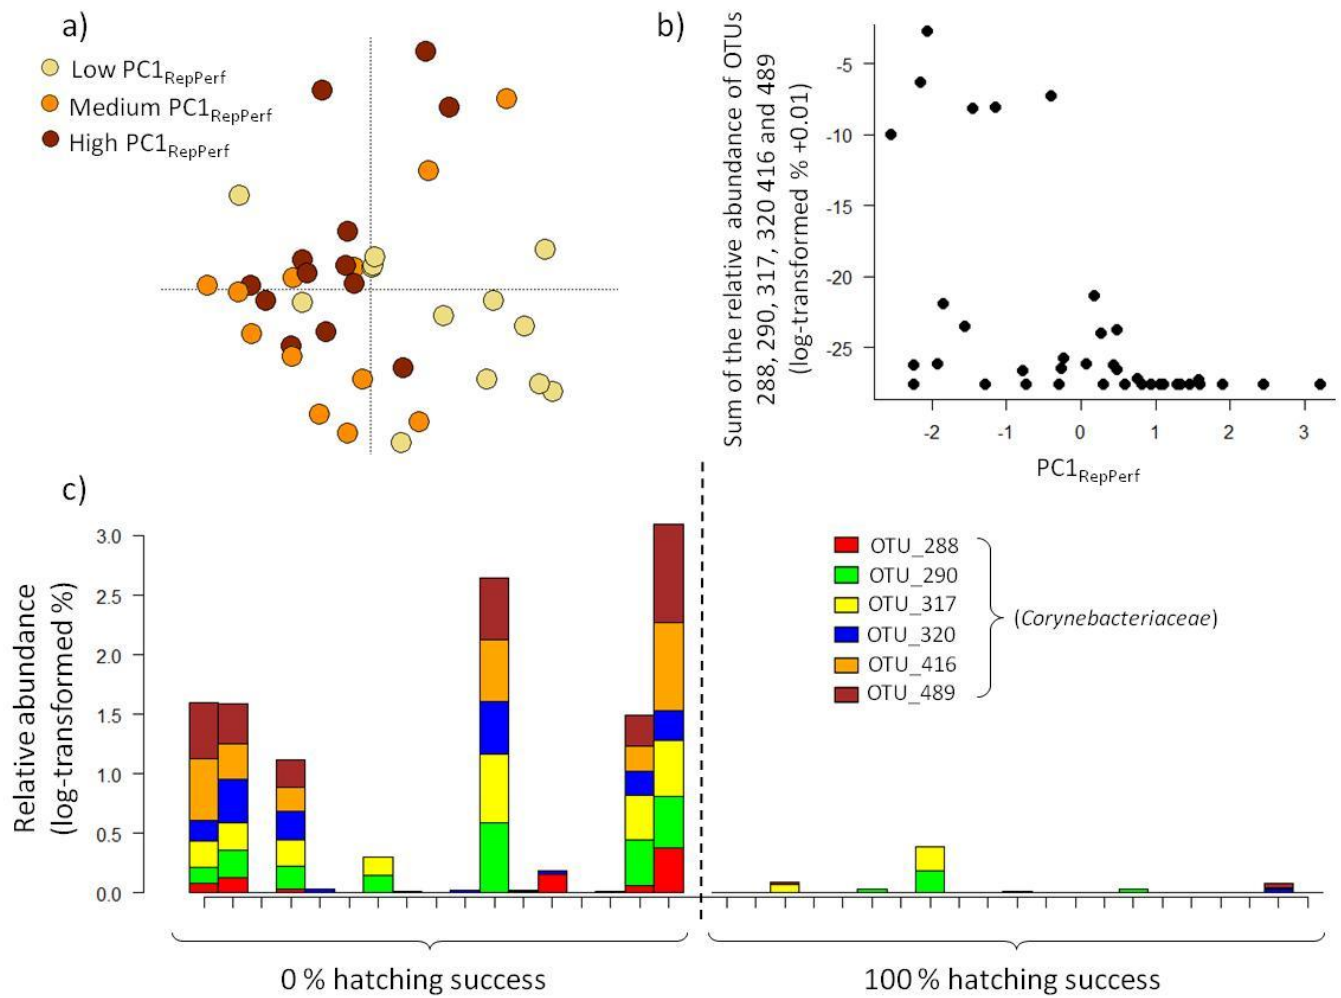 a)
Low PC1RepPerf
Medium PC1RepPerf
High PC1RepPerf
b)
Sum of the relative abundance of OTUs
288, 290, 317, 320 416 and 489
(log-transformed % +0.01)
-5
-10
-15
-20
-25
-2
-1
0
1
2
3
PC1RepPerf
c)
Relative abundance
(log-transformed %)
3.0
2.5
2.0
1.5
1.0
0.5
0.0
OTU_288
OTU_290
OTU_317
OTU_320
OTU_416
OTU_489
(Corynebacteriaceae)
0 % hatching success
100 % hatching success